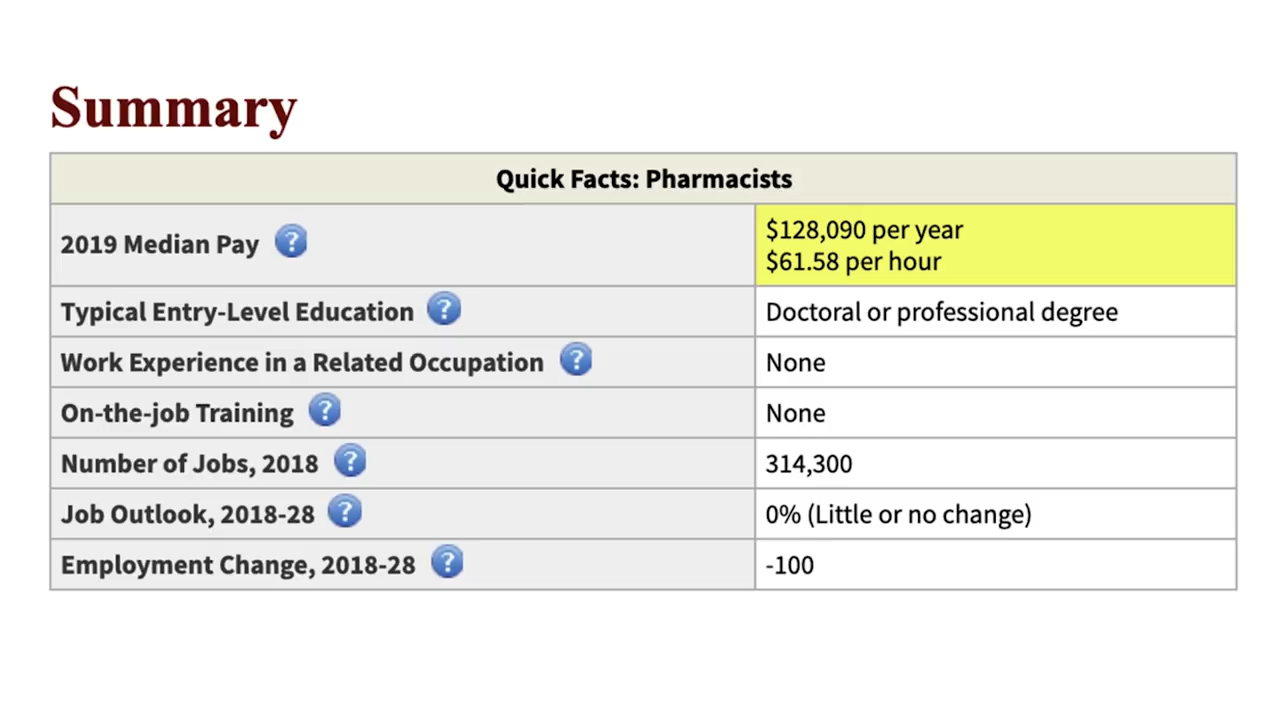 Summary
Quick Facts: Pharmacists
2019 Median Pay ?
$128,090 per year
$61.58 per hour
Typical Entry-Level Education ?
Doctoral or professional degree
Work Experience in a Related Occupation ?
None
On-the-job Training ?
None
Number of Jobs, 2018 ?
314,300
Job Outlook, 2018-28 ?
0% (Little or no change)
Employment Change, 2018-28 ?
-100